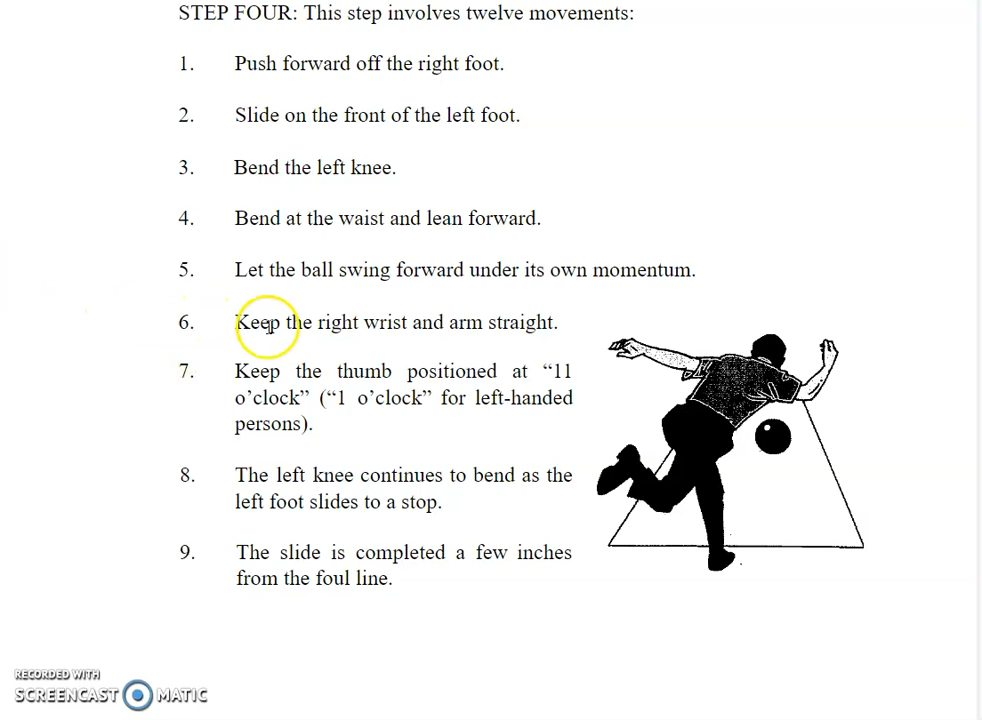 STEP FOUR: This step involves twelve movements:
1. Push forward off the right foot.
2. Slide on the front of the left foot.
3. Bend the left knee.
4. Bend at the waist and lean forward.
5. Let the ball swing forward under its own momentum.
6. Keep the right wrist and arm straight.
7. Keep the thumb positioned at “11
o’clock” (“1 o’clock” for left-handed
persons).
8. The left knee continues to bend as the
left foot slides to a stop.
9. The slide is completed a few inches
from the foul line.
RECORDED WITH
SCREENCAST MATIC